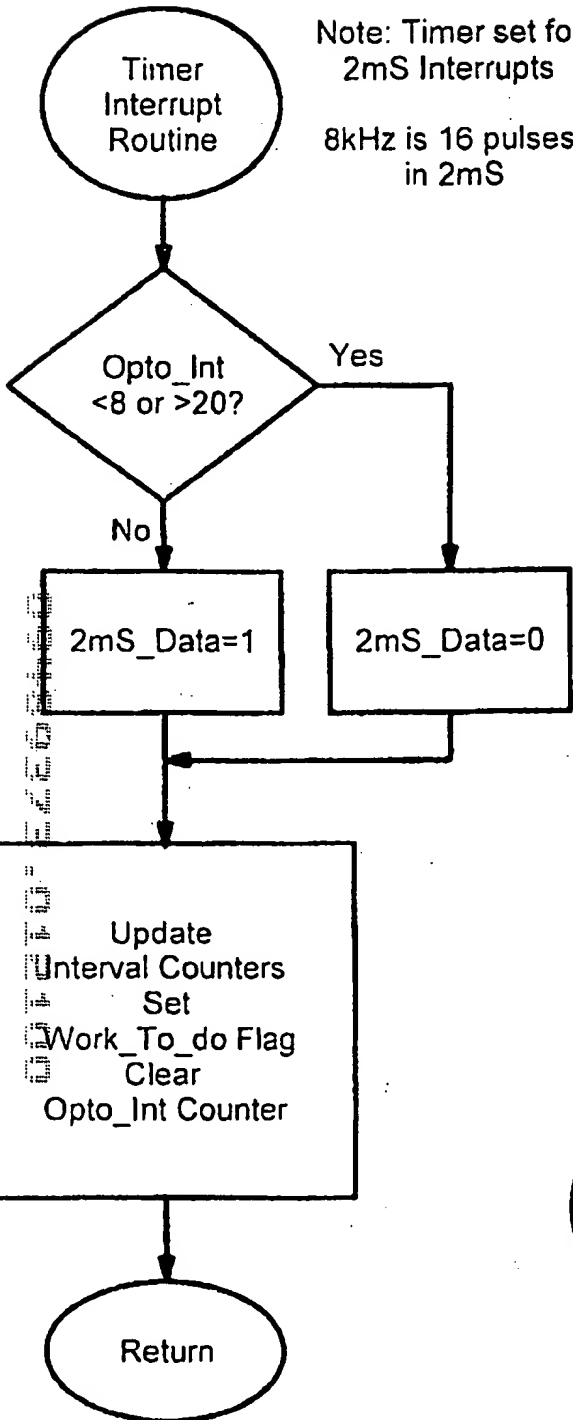 Timer
Interrupt
Routine
Note: Timer set fo
2mS Interrupts
8kHz is 16 pulses
in 2mS
Opto_Int
<8 or >20?
Yes
No
2mS_Data=1
2mS_Data=0
Update
Interval Counters
Set
Work_To_do Flag
Clear
Opto_Int Counter
Return